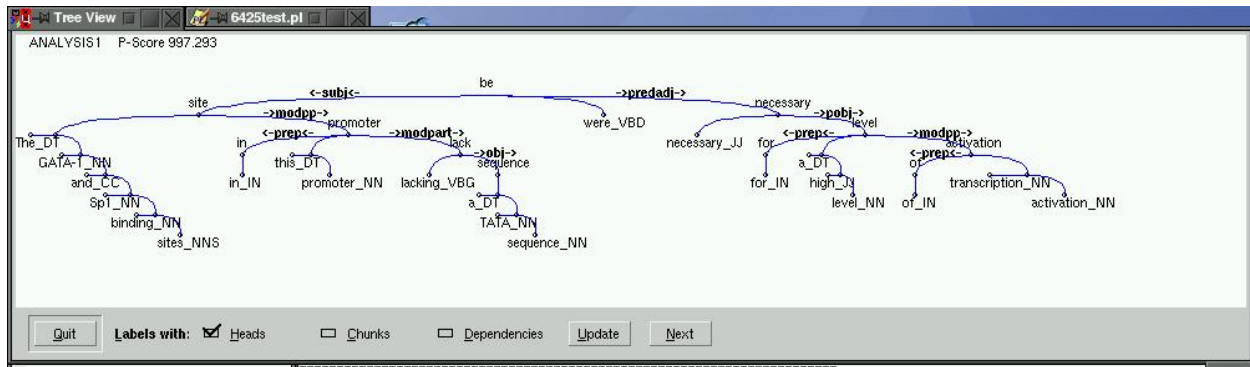 Tree View 6425test.pl
ANALYSIS1 P-Score 997.293
be
<-subj<- ->predadj->
site necessary
->modpp-> ->pobj->
promoter level
The_DT in <-prep<- ->modpart-> were_VBD necessary_JJ for <-prep<- ->modpp->
lack activation
GATA-1_NN this_DT ->obj-> a_DT of <-prep<-
sequence
and_CC in_IN promoter_NN lacking_VBG for_IN high_JJ transcription_NN
Sp1_NN a_DT level_NN of_IN activation_NN
binding_NN TATA_NN
sites_NNS sequence_NN
Quit Labels with: Heads Chunks Dependencies Update Next